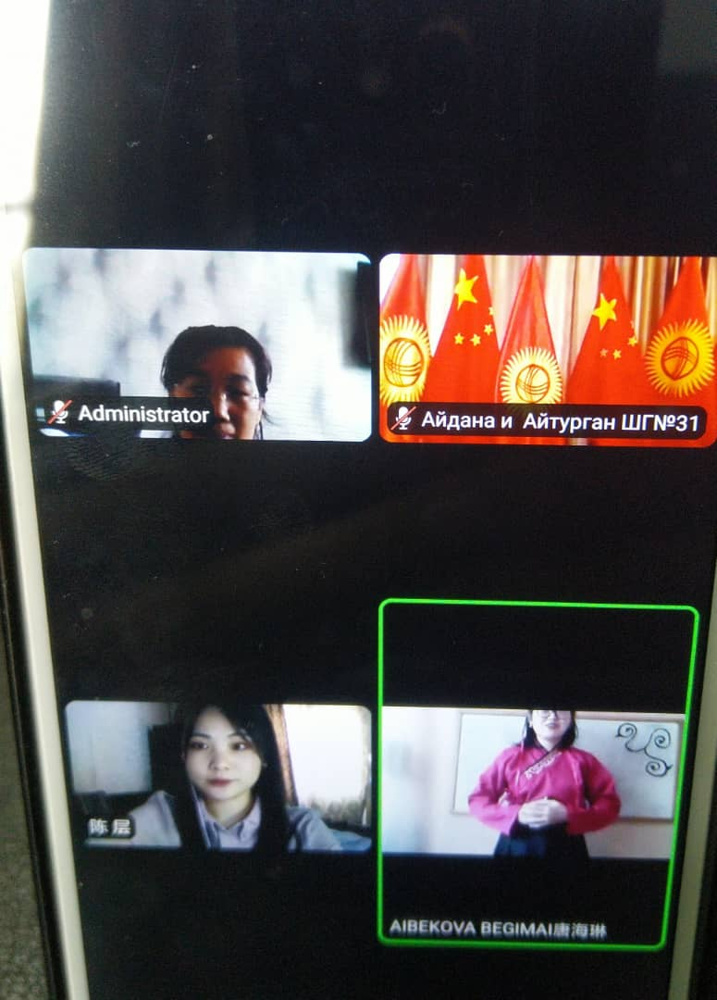 Administrator
Айдана и Айтурган ШГ№31
陈 层
AIBEKOVA BEGIMAI唐海琳